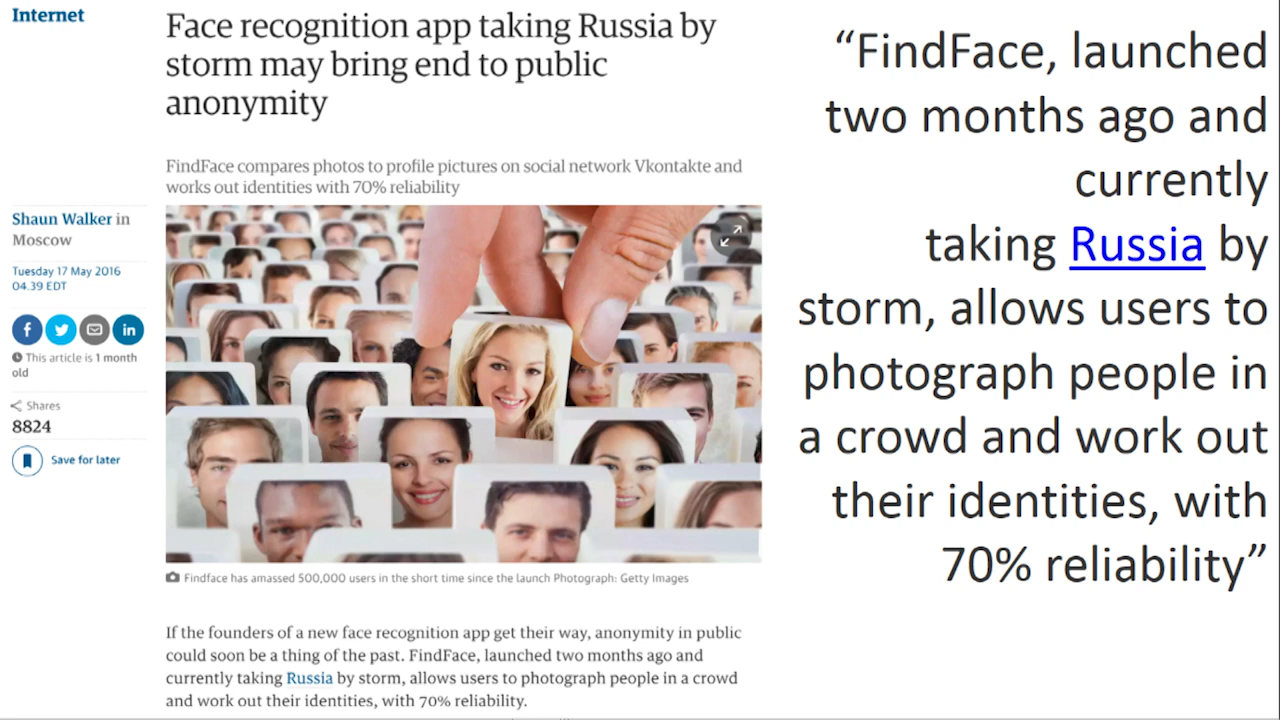 Internet
Face recognition app taking Russia by
storm may bring end to public
anonymity
FindFace compares photos to profile pictures on social network Vkontakte and
works out identities with 70% reliability
Shaun Walker in
Moscow
Tuesday 17 May 2016
04.39 EDT
This article is 1 month
old
Shares
8824
Save for later
Findface has amassed 500,000 users in the short time since the launch Photograph: Getty Images
If the founders of a new face recognition app get their way, anonymity in public
could soon be a thing of the past. FindFace, launched two months ago and
currently taking Russia by storm, allows users to photograph people in a crowd
and work out their identities, with 70% reliability.
“FindFace, launched
two months ago and
currently
taking Russia by
storm, allows users to
photograph people in
a crowd and work out
their identities, with
70% reliability”